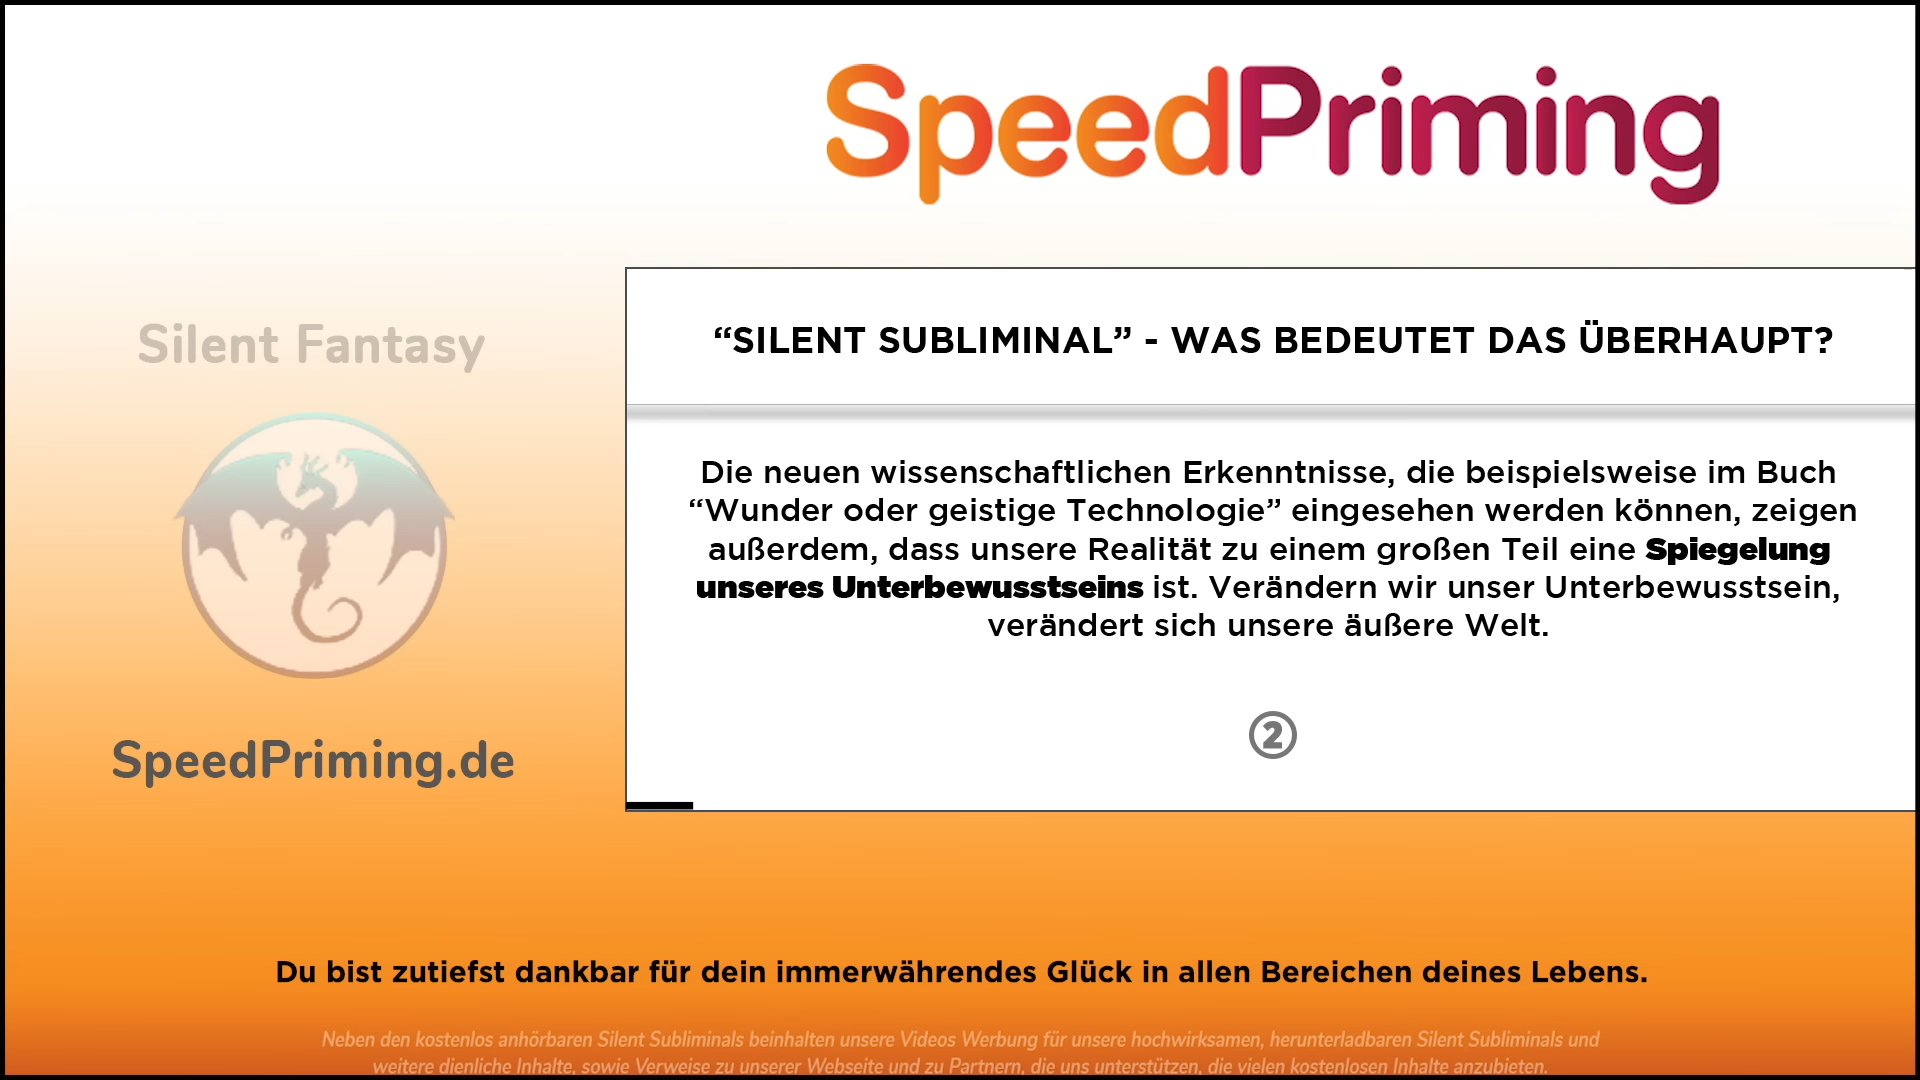 SpeedPriming
Silent Fantasy
SpeedPriming.de
“SILENT SUBLIMINAL” - WAS BEDEUTET DAS ÜBERHAUPT?
Die neuen wissenschaftlichen Erkenntnisse, die beispielsweise im Buch
“Wunder oder geistige Technologie” eingesehen werden können, zeigen
außerdem, dass unsere Realität zu einem großen Teil eine Spiegelung
unseres Unterbewusstseins ist. Verändern wir unser Unterbewusstsein,
verändert sich unsere äußere Welt.
2
Du bist zutiefst dankbar für dein immerwährendes Glück in allen Bereichen deines Lebens.
Neben den kostenlos anhörbaren Silent Subliminals beinhalten unsere Videos Werbung für unsere hochwirksamen, herunterladbaren Silent Subliminals und
weitere dienliche Inhalte, sowie Verweise zu unserer Webseite und zu Partnern, die uns unterstützen, die vielen kostenlosen Inhalte anzubieten.